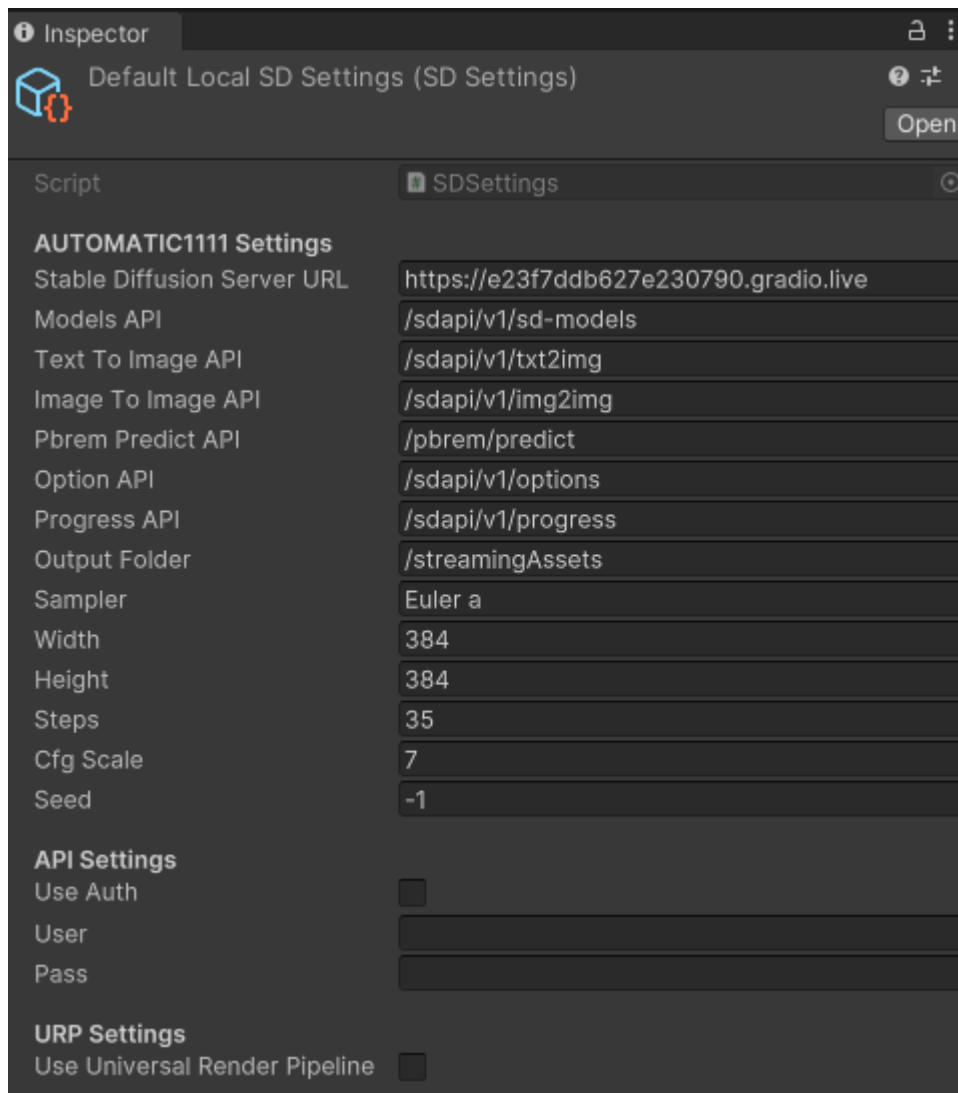 Inspector
Default Local SD Settings (SD Settings)
Open
Script SDSettings
AUTOMATIC1111 Settings
Stable Diffusion Server URL https://e23f7ddb627e230790.gradio.live
Models API /sdapi/v1/sd-models
Text To Image API /sdapi/v1/txt2img
Image To Image API /sdapi/v1/img2img
Pbrem Predict API /pbrem/predict
Option API /sdapi/v1/options
Progress API /sdapi/v1/progress
Output Folder /streamingAssets
Sampler Euler a
Width 384
Height 384
Steps 35
Cfg Scale 7
Seed -1
API Settings
Use Auth
User
Pass
URP Settings
Use Universal Render Pipeline